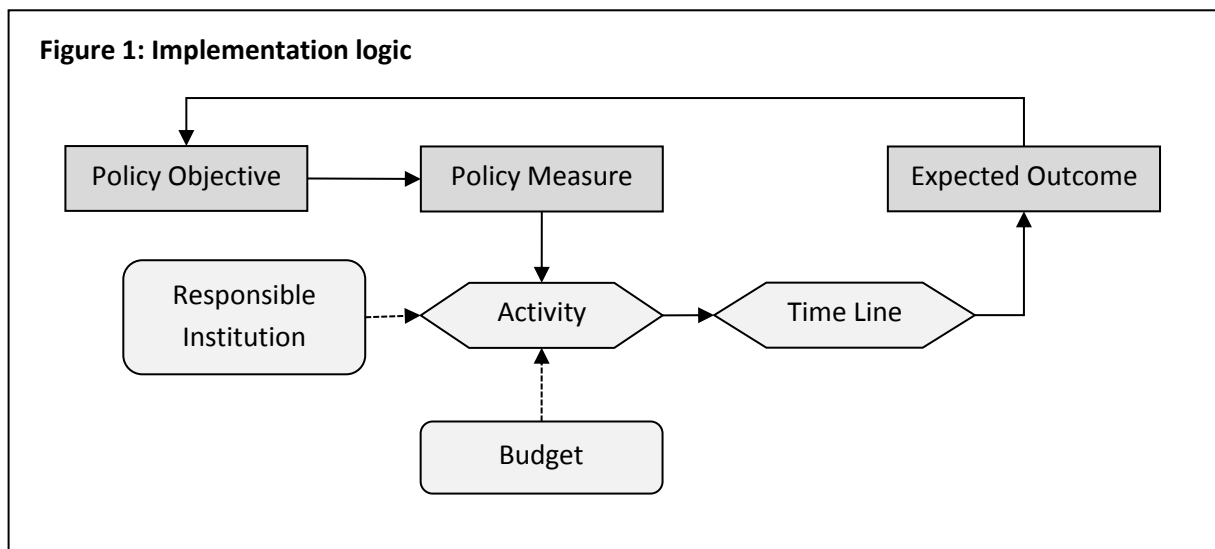 Figure 1: Implementation logic
Policy Objective
Policy Measure
Expected Outcome
Responsible
Institution
Activity
Time Line
Budget